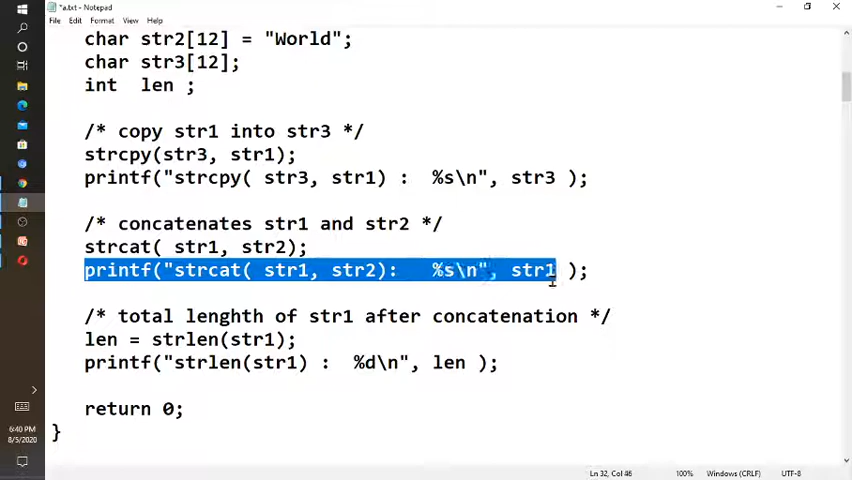 *a.txt - Notepad
File Edit Format View Help
char str2[12] = "World";
char str3[12];
int  len ;
/* copy str1 into str3 */
strcpy(str3, str1);
printf("strcpy( str3, str1) :  %s\n", str3 );
/* concatenates str1 and str2 */
strcat( str1, str2);
printf("strcat( str1, str2):   %s\n", str1 );
/* total lenghth of str1 after concatenation */
len = strlen(str1);
printf("strlen(str1) :  %d\n", len );
return 0;
}
6:40 PM
8/5/2020
Ln 32, Col 46 100% Windows (CRLF) UTF-8